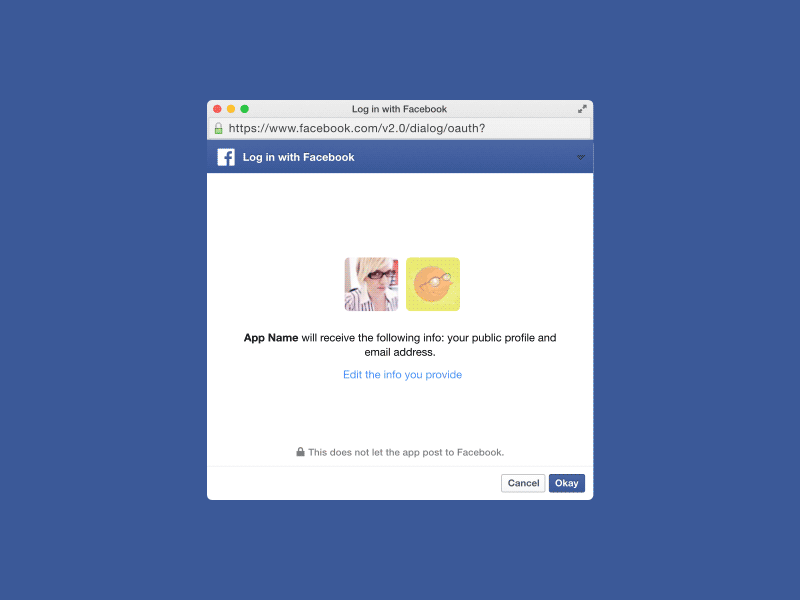 Log in with Facebook
https://www.facebook.com/v2.0/dialog/oauth?
Log in with Facebook
App Name will receive the following info: your public profile and
email address.
Edit the info you provide
This does not let the app post to Facebook.
Cancel Okay